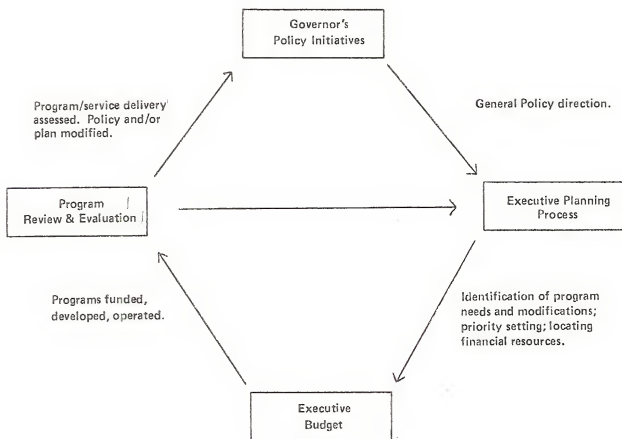 Governor's
Policy Initiatives
Program/service delivery
assessed. Policy and/or
plan modified.
General Policy direction.
Program
Review & Evaluation
Executive Planning
Process
Programs funded,
developed, operated.
Identification of program
needs and modifications;
priority setting; locating
financial resources.
Executive
Budget